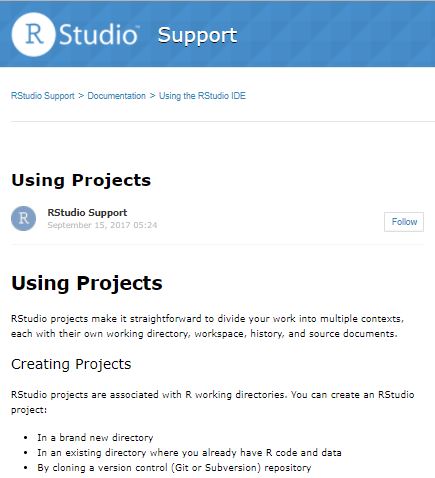 R Studio™ Support
RStudio Support > Documentation > Using the RStudio IDE
Using Projects
R
RStudio Support
September 15, 2017 05:24
Follow
Using Projects
RStudio projects make it straightforward to divide your work into multiple contexts,
each with their own working directory, workspace, history, and source documents.
Creating Projects
RStudio projects are associated with R working directories. You can create an RStudio
project:
• In a brand new directory
• In an existing directory where you already have R code and data
• By cloning a version control (Git or Subversion) repository